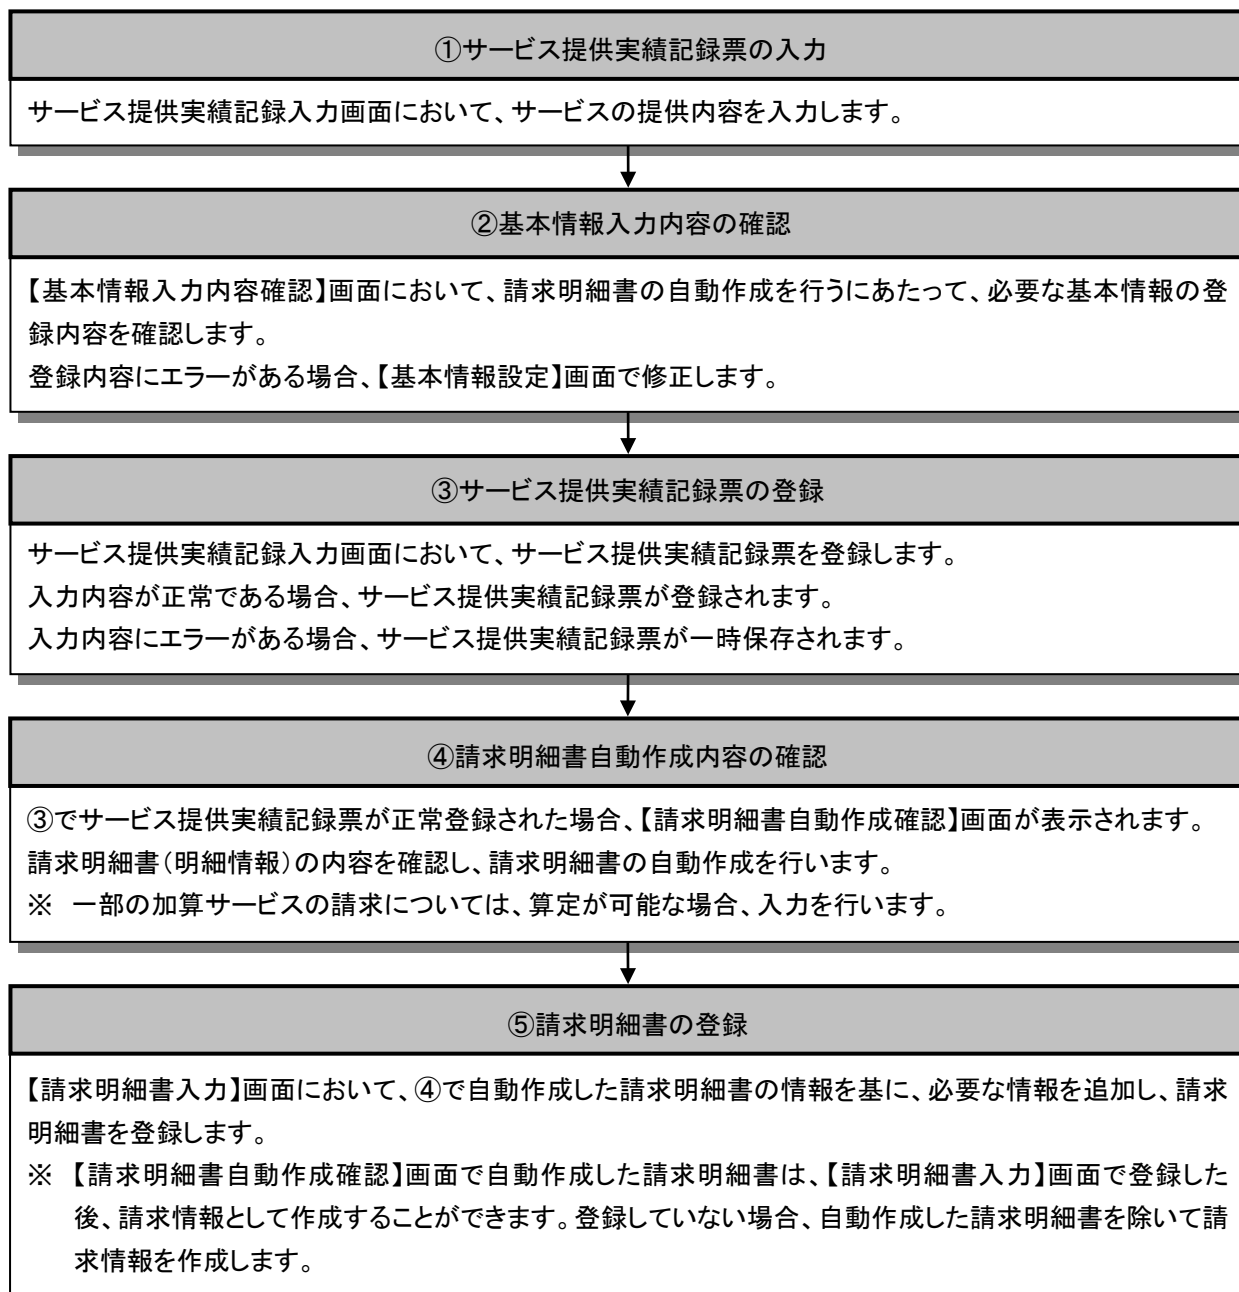 ①サービス提供実績記録票の入力
サービス提供実績記録入力画面において、サービスの提供内容を入力します。
②基本情報入力内容の確認
【基本情報入力内容確認】画面において、請求明細書の自動作成を行うにあたって、必要な基本情報の登
録内容を確認します。
登録内容にエラーがある場合、【基本情報設定】画面で修正します。
③サービス提供実績記録票の登録
サービス提供実績記録入力画面において、サービス提供実績記録票を登録します。
入力内容が正常である場合、サービス提供実績記録票が登録されます。
入力内容にエラーがある場合、サービス提供実績記録票が一時保存されます。
④請求明細書自動作成内容の確認
③でサービス提供実績記録票が正常登録された場合、【請求明細書自動作成確認】画面が表示されます。
請求明細書（明細情報）の内容を確認し、請求明細書の自動作成を行います。
※　一部の加算サービスの請求については、算定が可能な場合、入力を行います。
⑤請求明細書の登録
【請求明細書入力】画面において、④で自動作成した請求明細書の情報を基に、必要な情報を追加し、請求
明細書を登録します。
※　【請求明細書自動作成確認】画面で自動作成した請求明細書は、【請求明細書入力】画面で登録した
後、請求情報として作成することができます。登録していない場合、自動作成した請求明細書を除いて請
求情報を作成します。